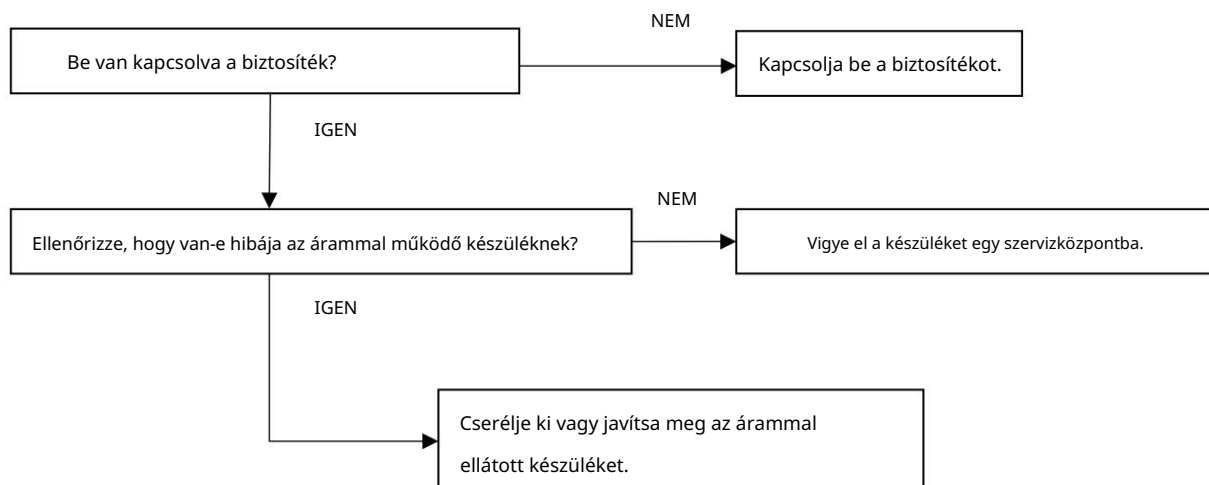 NEM
Be van kapcsolva a biztosíték?
Kapcsolja be a biztosítékot.
IGEN
NEM
Ellenőrizze, hogy van-e hibája az árammal működő készüléknek?
Vigye el a készüléket egy szervizközpontba.
IGEN
Cserélje ki vagy javítsa meg az árammal
ellátott készüléket.